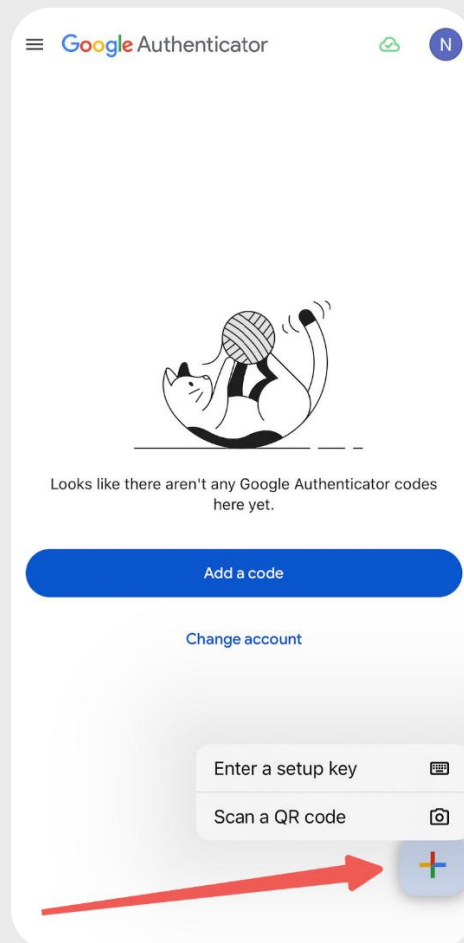 Google Authenticator
N
Looks like there aren't any Google Authenticator codes
here yet.
Add a code
Change account
Enter a setup key
Scan a QR code